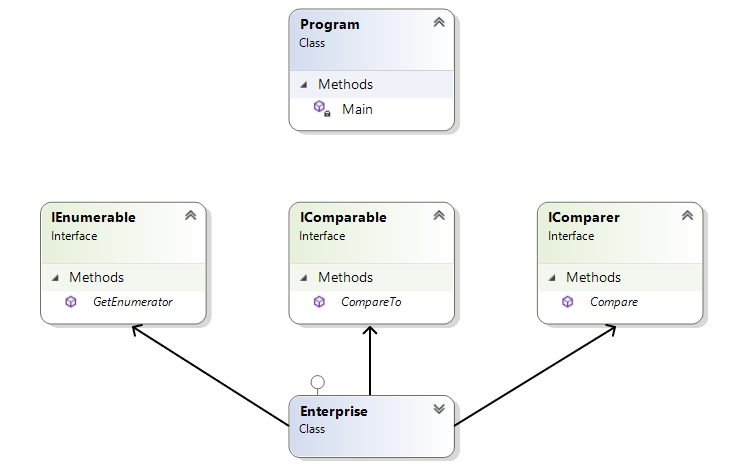 Program
Class
Methods
Main
IEnumerable
Interface
Methods
GetEnumerator
IComparable
Interface
Methods
CompareTo
IComparer
Interface
Methods
Compare
Enterprise
Class